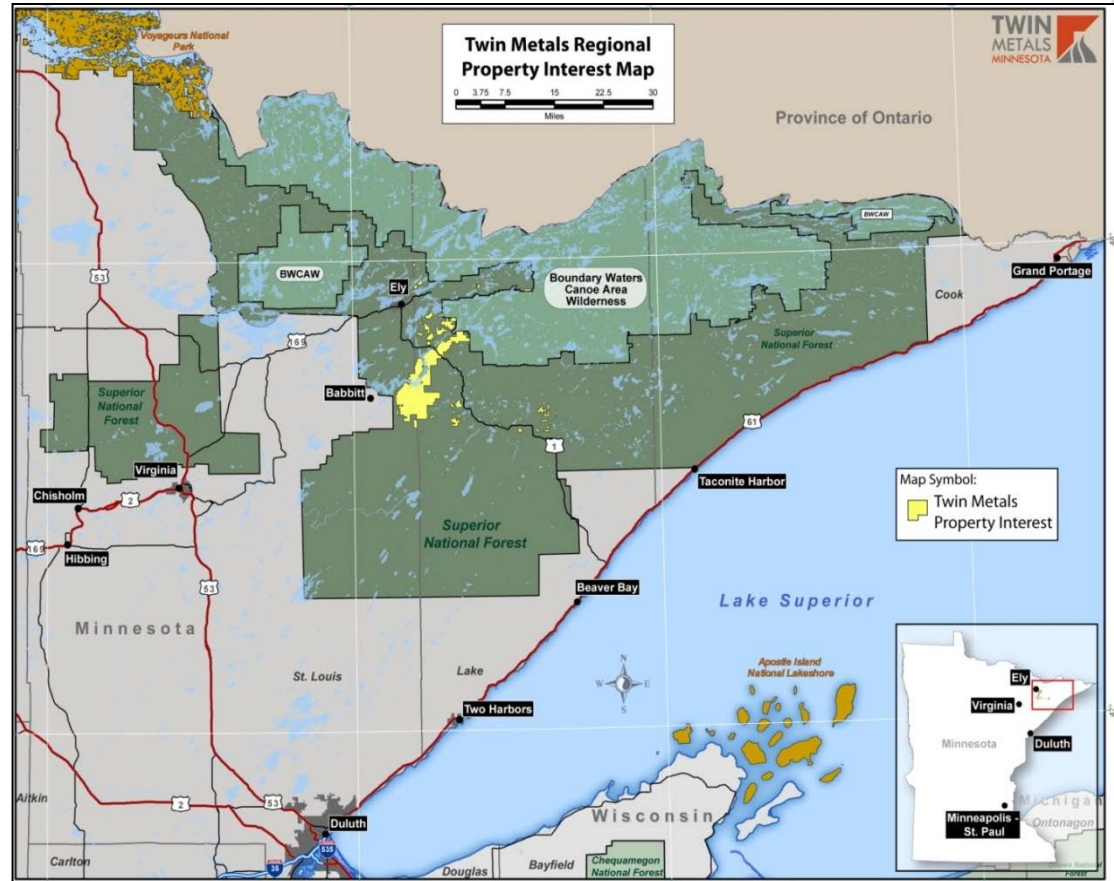 Voyageurs National
Park
Twin Metals Regional
Property Interest Map
0 3.75 7.5 15 22.5 30
Miles
TWIN
METALS
MINNESOTA
Province of Ontario
53
BWCAW
BWCAW
Boundary Waters
Canoe Area
Wilderness
Ely
Grand Portage
Cook
Superior
National Forest
169
Babbitt
Superior
National
Forest
61
1
Virginia
Chisholm
2
Taconite Harbor
Map Symbol:
Twin Metals
Property Interest
169
Hibbing
Superior
National Forest
53
Beaver Bay
Lake Superior
Minnesota
St. Louis
Lake
N
W E
S
Apostle Island
National Lakeshore
Two Harbors
Ely
Virginia
Minnesota
Duluth
Minneapolis -
St. Paul
Michigan
Ontonagon
Forest
Aitkin
2
53
Duluth
535
35
Carlton
Wisconsin
Douglas
Bayfield
Chequamegon
National Forest